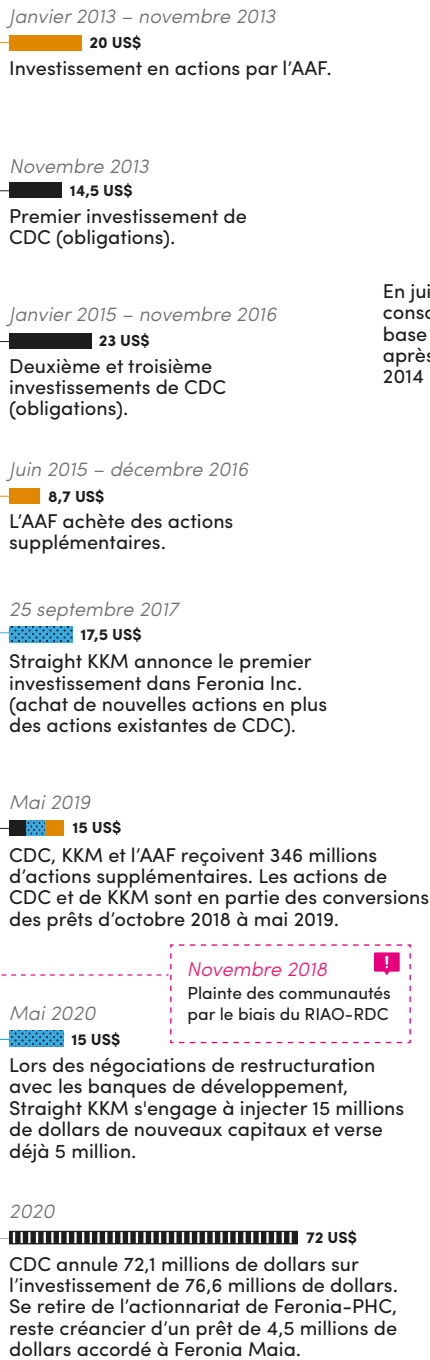 Janvier 2013 – novembre 2013
20 US$
Investissement en actions par l'AAF.
Novembre 2013
14,5 US$
Premier investissement de
CDC (obligations).
Janvier 2015 – novembre 2016
23 US$
Deuxième et troisième
investissements de CDC
(obligations).
En jui
conso
base
après
2014
Juin 2015 – décembre 2016
8,7 US$
L'AAF achète des actions
supplémentaires.
25 septembre 2017
17,5 US$
Straight KKM annonce le premier
investissement dans Feronia Inc.
(achat de nouvelles actions en plus
des actions existantes de CDC).
Mai 2019
15 US$
CDC, KKM et l'AAF reçoivent 346 millions
d'actions supplémentaires. Les actions de
CDC et de KKM sont en partie des conversions
des prêts d'octobre 2018 à mai 2019.
Novembre 2018
!
Plainte des communautés
par le biais du RIAO-RDC
Mai 2020
15 US$
Lors des négociations de restructuration
avec les banques de développement,
Straight KKM s'engage à injecter 15 millions
de dollars de nouveaux capitaux et verse
déjà 5 million.
2020
72 US$
CDC annule 72,1 millions de dollars sur
l'investissement de 76,6 millions de dollars.
Se retire de l'actionnariat de Feronia-PHC,
reste créancier d'un prêt de 4,5 millions de
dollars accordé à Feronia Maia.